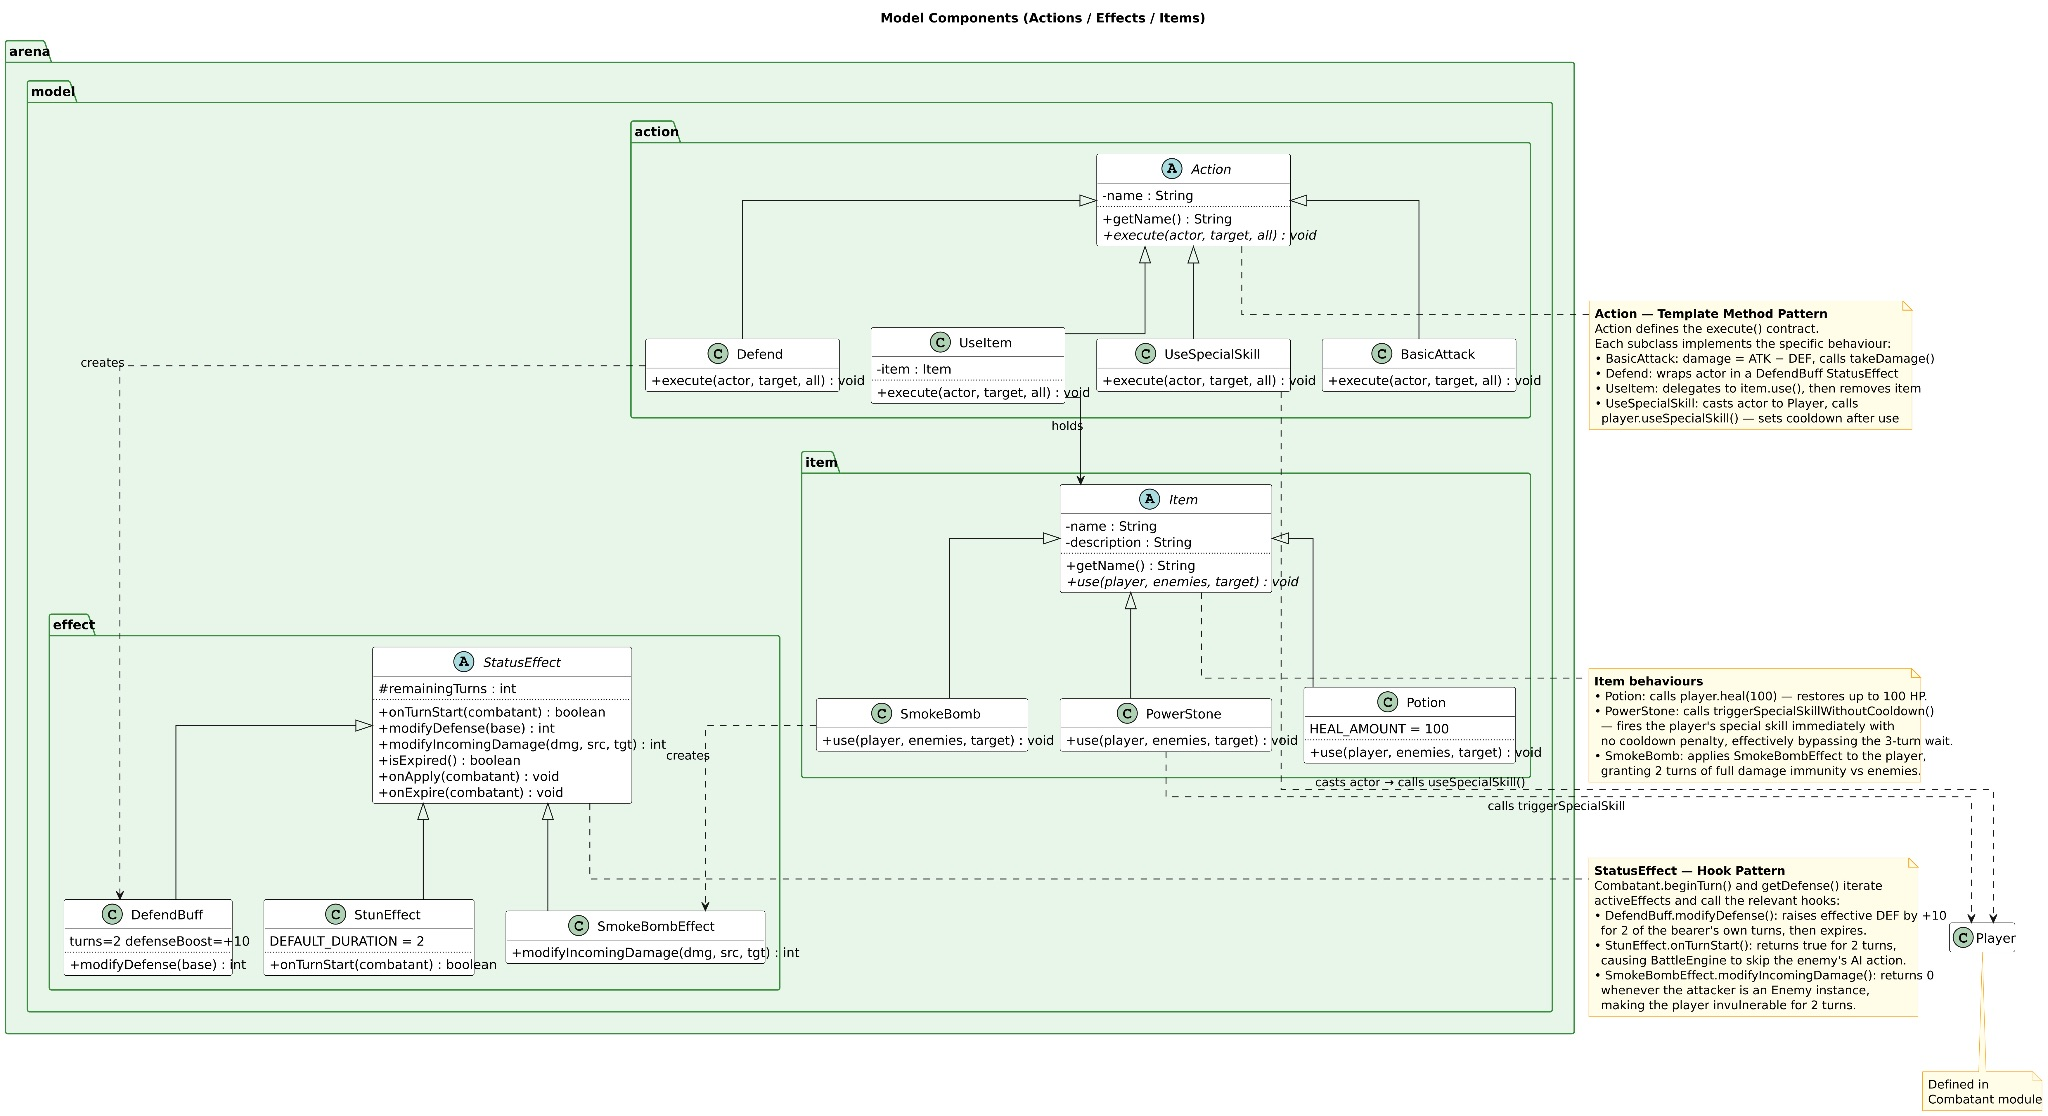 Model Components (Actions / Effects / Items)
arena
model
action
A Action
-name : String
+getName() : String
+execute(actor, target, all) : void
C Defend
+execute(actor, target, all) : void
C UseItem
-item : Item
+execute(actor, target, all) : void
C UseSpecialSkill
+execute(actor, target, all) : void
C BasicAttack
+execute(actor, target, all) : void
Action — Template Method Pattern
Action defines the execute() contract.
Each subclass implements the specific behaviour:
• BasicAttack: damage = ATK − DEF, calls takeDamage()
• Defend: wraps actor in a DefendBuff StatusEffect
• UseItem: delegates to item.use(), then removes item
• UseSpecialSkill: casts actor to Player, calls
player.useSpecialSkill() — sets cooldown after use
creates
holds
item
A Item
-name : String
-description : String
+getName() : String
+use(player, enemies, target) : void
C SmokeBomb
+use(player, enemies, target) : void
C PowerStone
+use(player, enemies, target) : void
C Potion
HEAL_AMOUNT = 100
+use(player, enemies, target) : void
Item behaviours
• Potion: calls player.heal(100) — restores up to 100 HP.
• PowerStone: calls triggerSpecialSkillWithoutCooldown()
— fires the player's special skill immediately with
no cooldown penalty, effectively bypassing the 3-turn wait.
• SmokeBomb: applies SmokeBombEffect to the player,
granting 2 turns of full damage immunity vs enemies.
effect
A StatusEffect
#remainingTurns : int
+onTurnStart(combatant) : boolean
+modifyDefense(base) : int
+modifyIncomingDamage(dmg, src, tgt) : int
+isExpired() : boolean
+onApply(combatant) : void
+onExpire(combatant) : void
creates
casts actor → calls useSpecialSkill()
calls triggerSpecialSkill
C DefendBuff
turns=2 defenseBoost=+10
+modifyDefense(base) : int
C StunEffect
DEFAULT_DURATION = 2
+onTurnStart(combatant) : boolean
C SmokeBombEffect
+modifyIncomingDamage(dmg, src, tgt) : int
StatusEffect — Hook Pattern
Combatant.beginTurn() and getDefense() iterate
activeEffects and call the relevant hooks:
• DefendBuff.modifyDefense(): raises effective DEF by +10
for 2 of the bearer's own turns, then expires.
• StunEffect.onTurnStart(): returns true for 2 turns,
causing BattleEngine to skip the enemy's AI action.
• SmokeBombEffect.modifyIncomingDamage(): returns 0
whenever the attacker is an Enemy instance,
making the player invulnerable for 2 turns.
C Player
Defined in
Combatant module